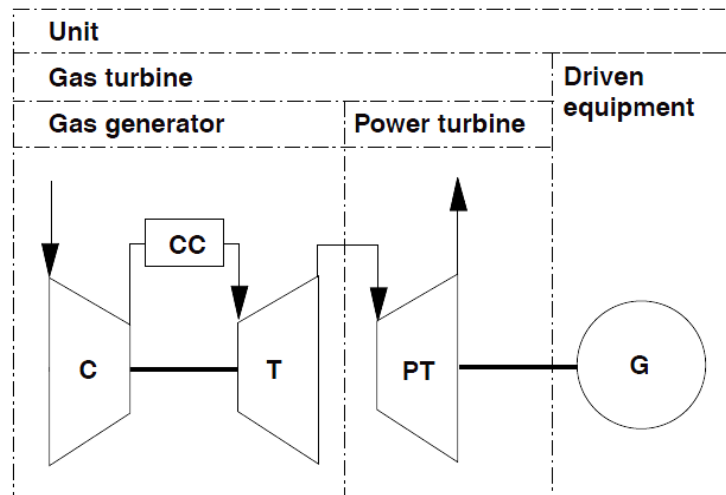 Unit
Gas turbine
Driven
equipment
Gas generator
Power turbine
CC
C
T
PT
G